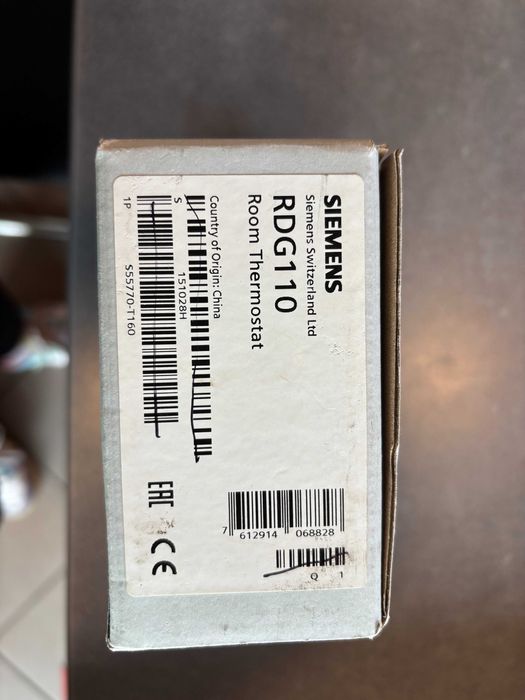 SIEMENS
Siemens Switzerland Ltd
RDG110
Room Thermostat
Country of Origin: China
S 151028H
1P S55770-T160
EAC CE
7 612914 068828
Q 1